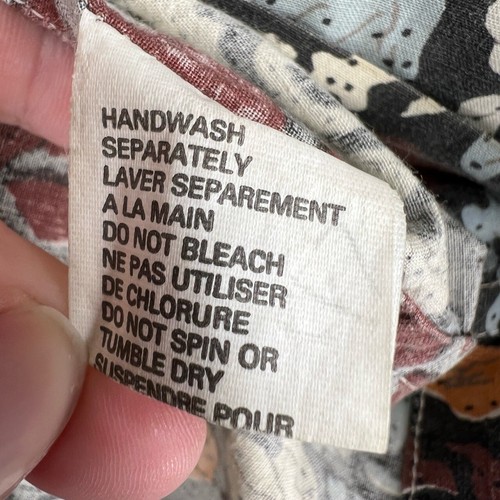 HANDWASH
SEPARATELY
LAVER SEPAREMENT
A LA MAIN
DO NOT BLEACH
NE PAS UTILISER
DE CHLORURE
DO NOT SPIN OR
TUMBLE DRY
SUSPENDRE POUR